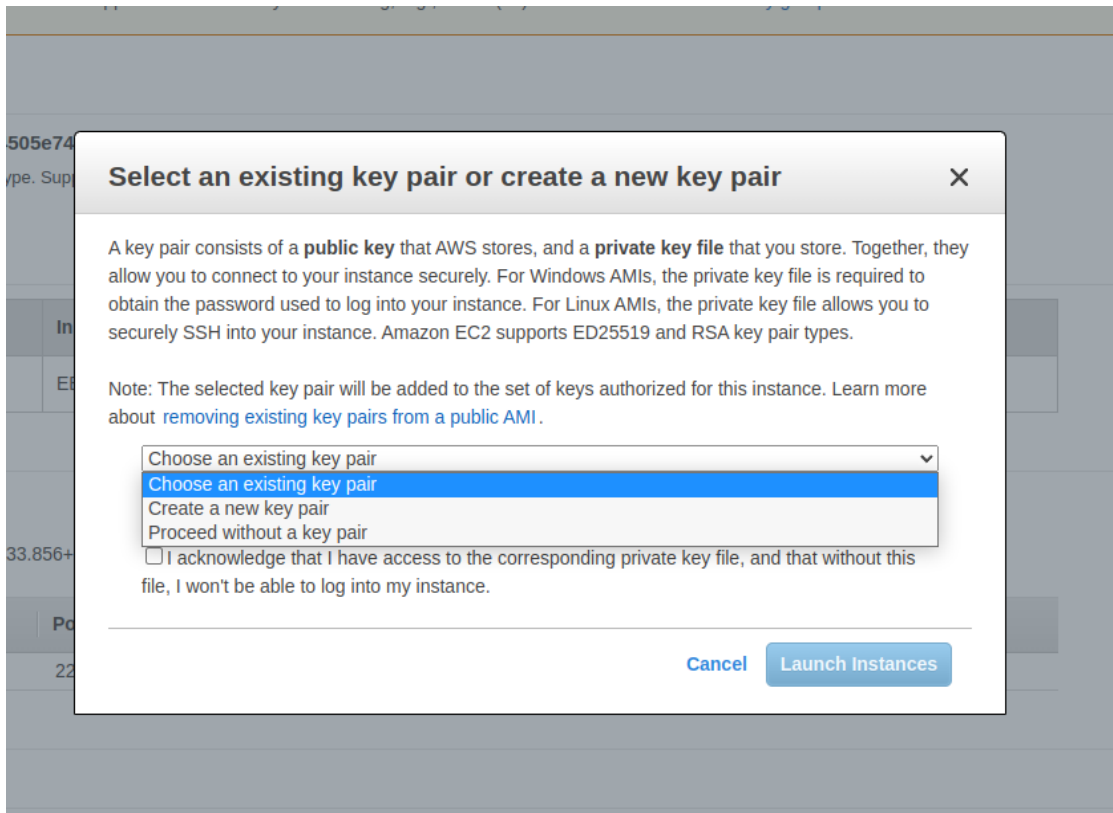 505e74
ype. Supp
Select an existing key pair or create a new key pair
A key pair consists of a public key that AWS stores, and a private key file that you store. Together, they
allow you to connect to your instance securely. For Windows AMIs, the private key file is required to
obtain the password used to log into your instance. For Linux AMIs, the private key file allows you to
securely SSH into your instance. Amazon EC2 supports ED25519 and RSA key pair types.
In
EB
Note: The selected key pair will be added to the set of keys authorized for this instance. Learn more
about removing existing key pairs from a public AMI.
Choose an existing key pair
Choose an existing key pair
Create a new key pair
Proceed without a key pair
33.856+
I acknowledge that I have access to the corresponding private key file, and that without this
file, I won't be able to log into my instance.
Po
22
Cancel
Launch Instances